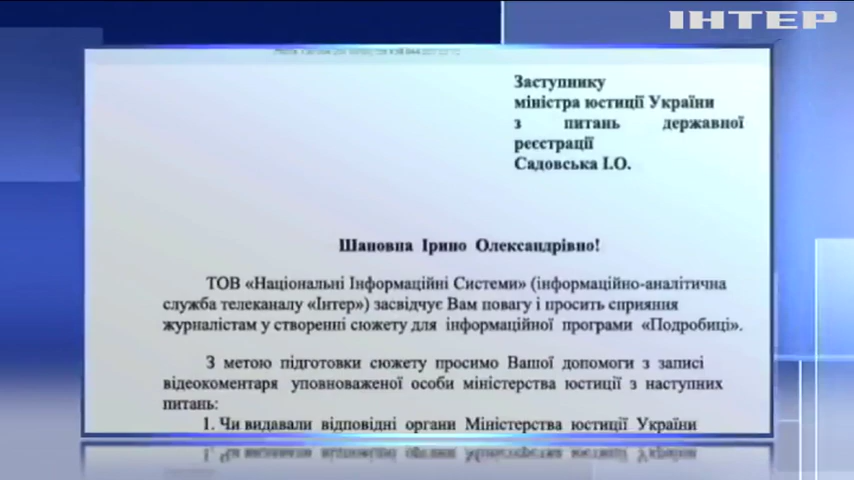 ІНТЕР
Заступнику
міністра юстиції України
з питань державної
реєстрації
Садовська І.О.
Шановна Ірино Олександрівно!
ТОВ «Національні Інформаційні Системи» (інформаційно-аналітична
служба телеканалу «Інтер») засвідчує Вам повагу і просить сприяння
журналістам у створенні сюжету для інформаційної програми «Подробиці».
З метою підготовки сюжету просимо Вашої допомоги з записі
відеокоментаря уповноваженої особи міністерства юстиції з наступних
питань:
1. Чи видавали відповідні органи Міністерства юстиції України